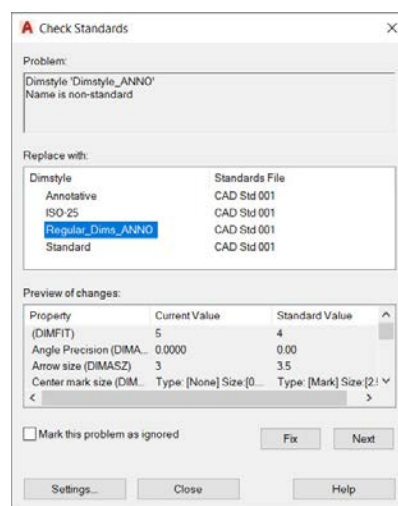 Check Standards
Problem:
Dimstyle 'Dimstyle_ANNO'
Name is non-standard
Replace with:
Dimstyle Standards File
Annotative CAD Std 001
ISO-25 CAD Std 001
Regular_Dims_ANNO CAD Std 001
Standard CAD Std 001
Preview of changes:
Property Current Value Standard Value
(DIMFIT) 5 4
Angle Precision (DIMA... 0.0000 0.00
Arrow size (DIMASZ) 3 3.5
Center mark size (DIM... Type: [None] Size:[0... Type: [Mark] Size:[2.
Mark this problem as ignored
Fix Next
Settings... Close Help